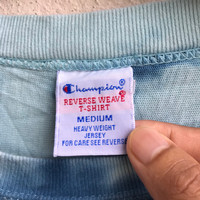 Champion
REVERSE WEAVE
T-SHIRT
MEDIUM
HEAVY WEIGHT
JERSEY
FOR CARE SEE REVERSE